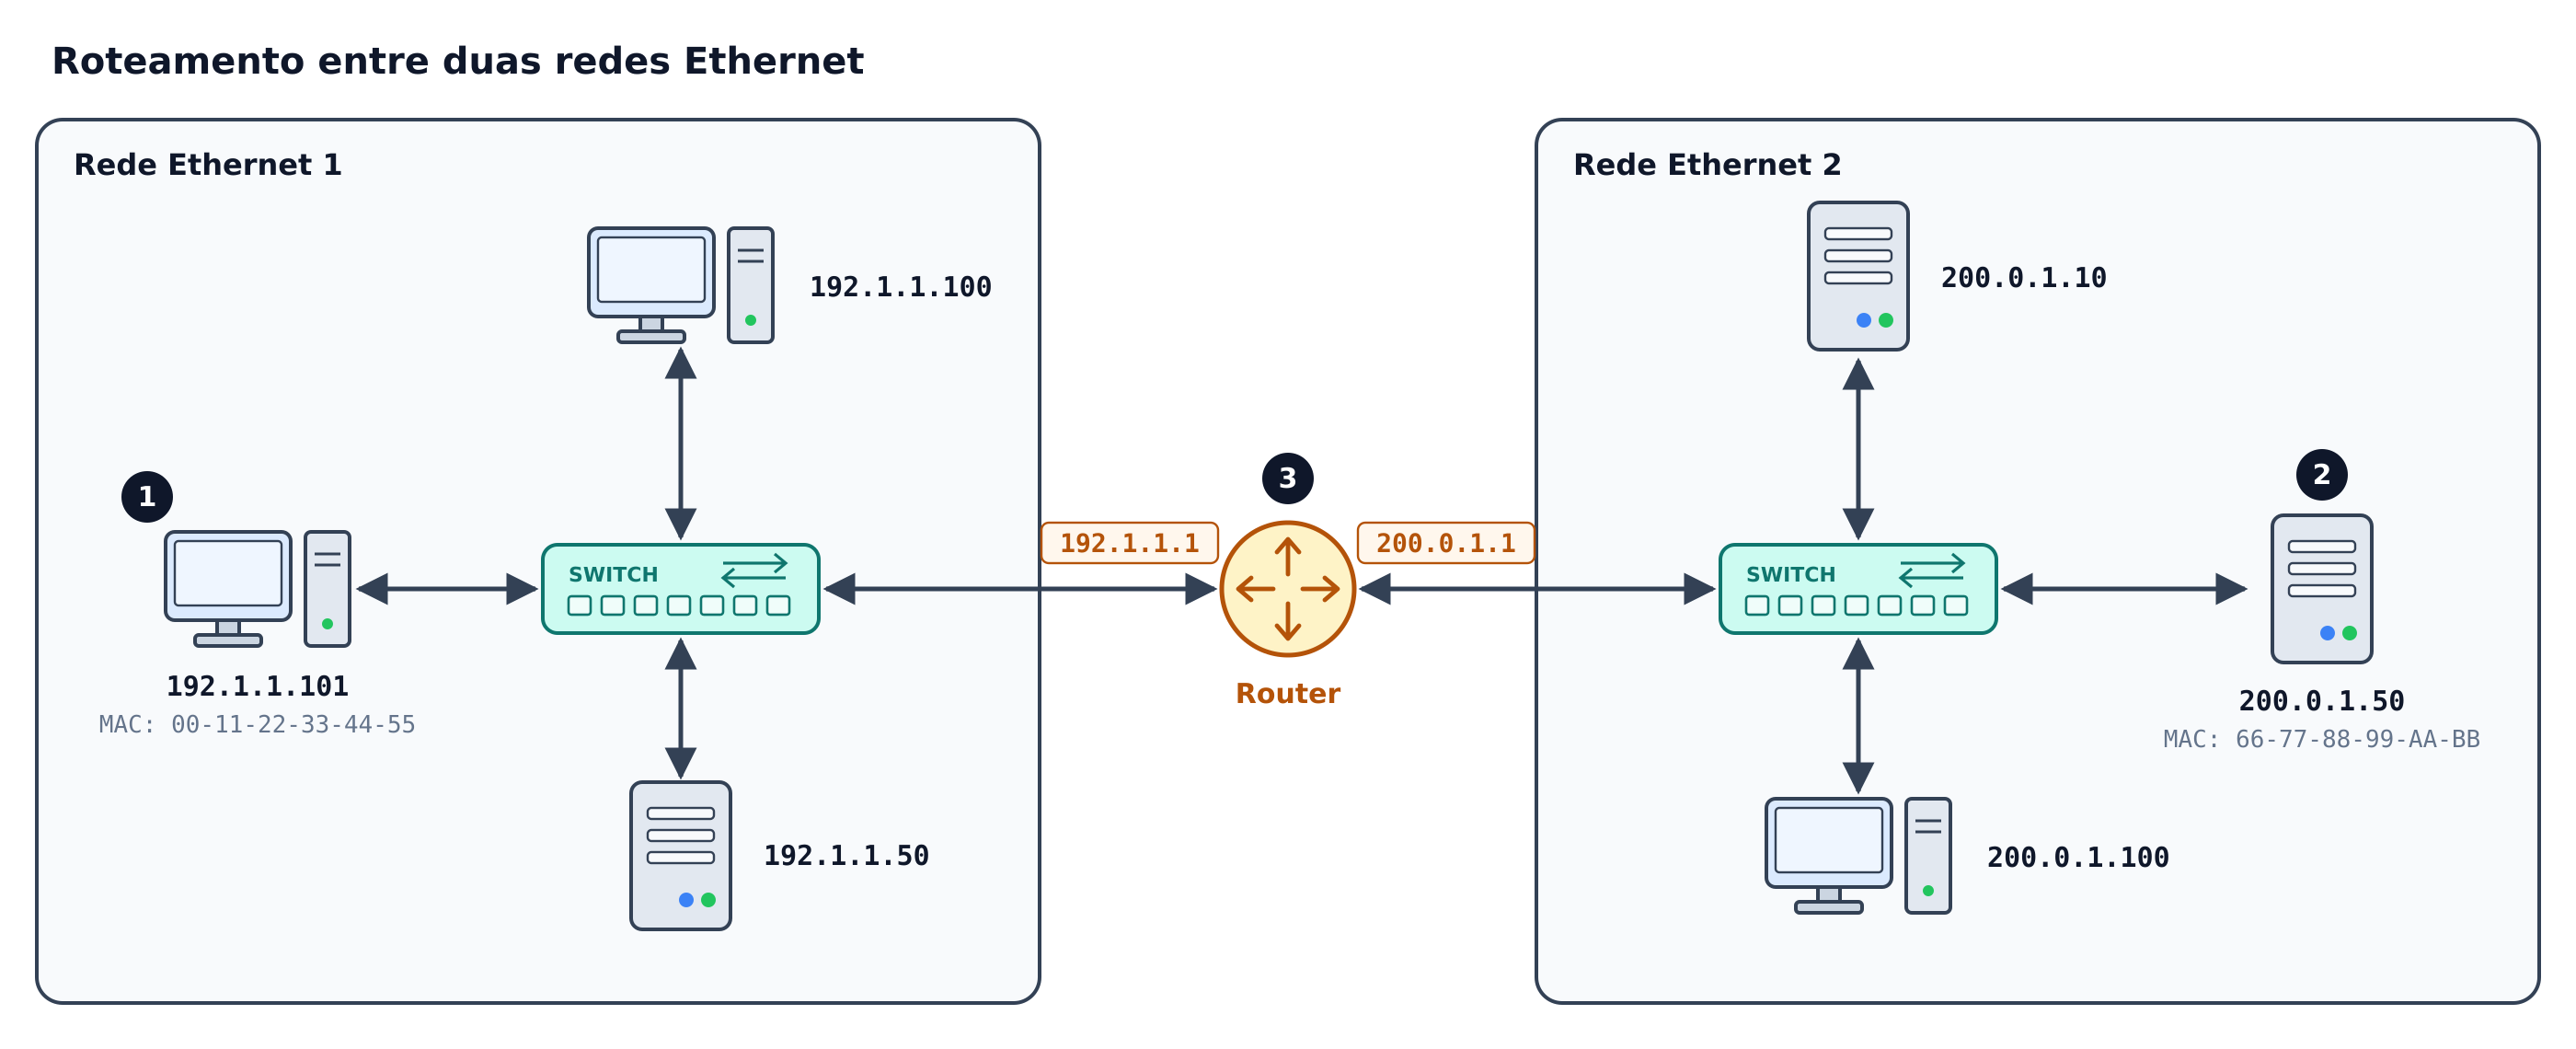 Roteamento entre duas redes Ethernet
Rede Ethernet 1
192.1.1.100
1
192.1.1.101
MAC: 00-11-22-33-44-55
SWITCH
192.1.1.50
192.1.1.1
3
Router
200.0.1.1
Rede Ethernet 2
200.0.1.10
SWITCH
2
200.0.1.50
MAC: 66-77-88-99-AA-BB
200.0.1.100